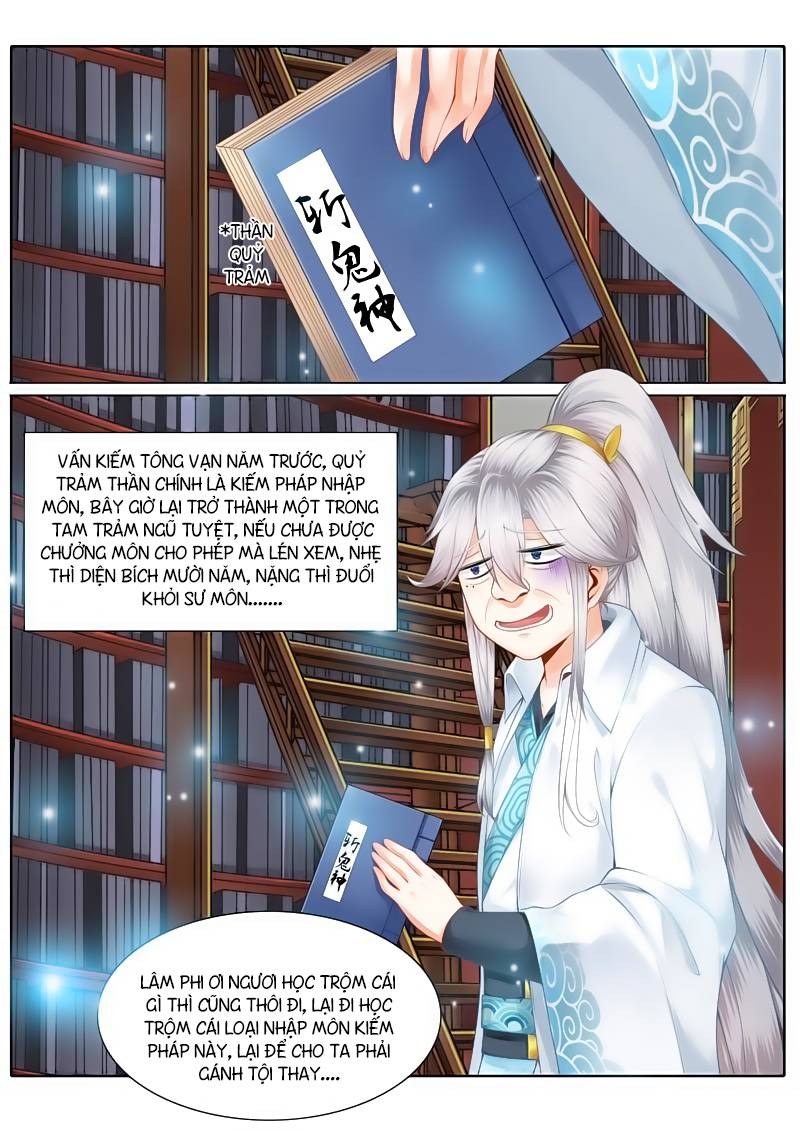 斩鬼神
*THẦN
QUỶ
TRẢM
VẤN KIẾM TÔNG VẠN NĂM TRƯỚC, QUỶ
TRẢM THẦN CHÍNH LÀ KIẾM PHÁP NHẬP
MÔN, BÂY GIỜ LẠI TRỞ THÀNH MỘT TRONG
TAM TRẢM NGŨ TUYỆT, NẾU CHƯA ĐƯỢC
CHƯỞNG MÔN CHO PHÉP MÀ LÉN XEM, NHẸ
THÌ DIỆN BÍCH MƯỜI NĂM, NẶNG THÌ ĐUỔI
KHỎI SƯ MÔN.......
斩鬼神
LÂM PHI ƠI NGƯƠI HỌC TRỘM CÁI
GÌ THÌ CŨNG THÔI ĐI, LẠI ĐI HỌC
TRỘM CÁI LOẠI NHẬP MÔN KIẾM
PHÁP NÀY, LẠI ĐỂ CHO TA PHẢI
GÁNH TỘI THAY....